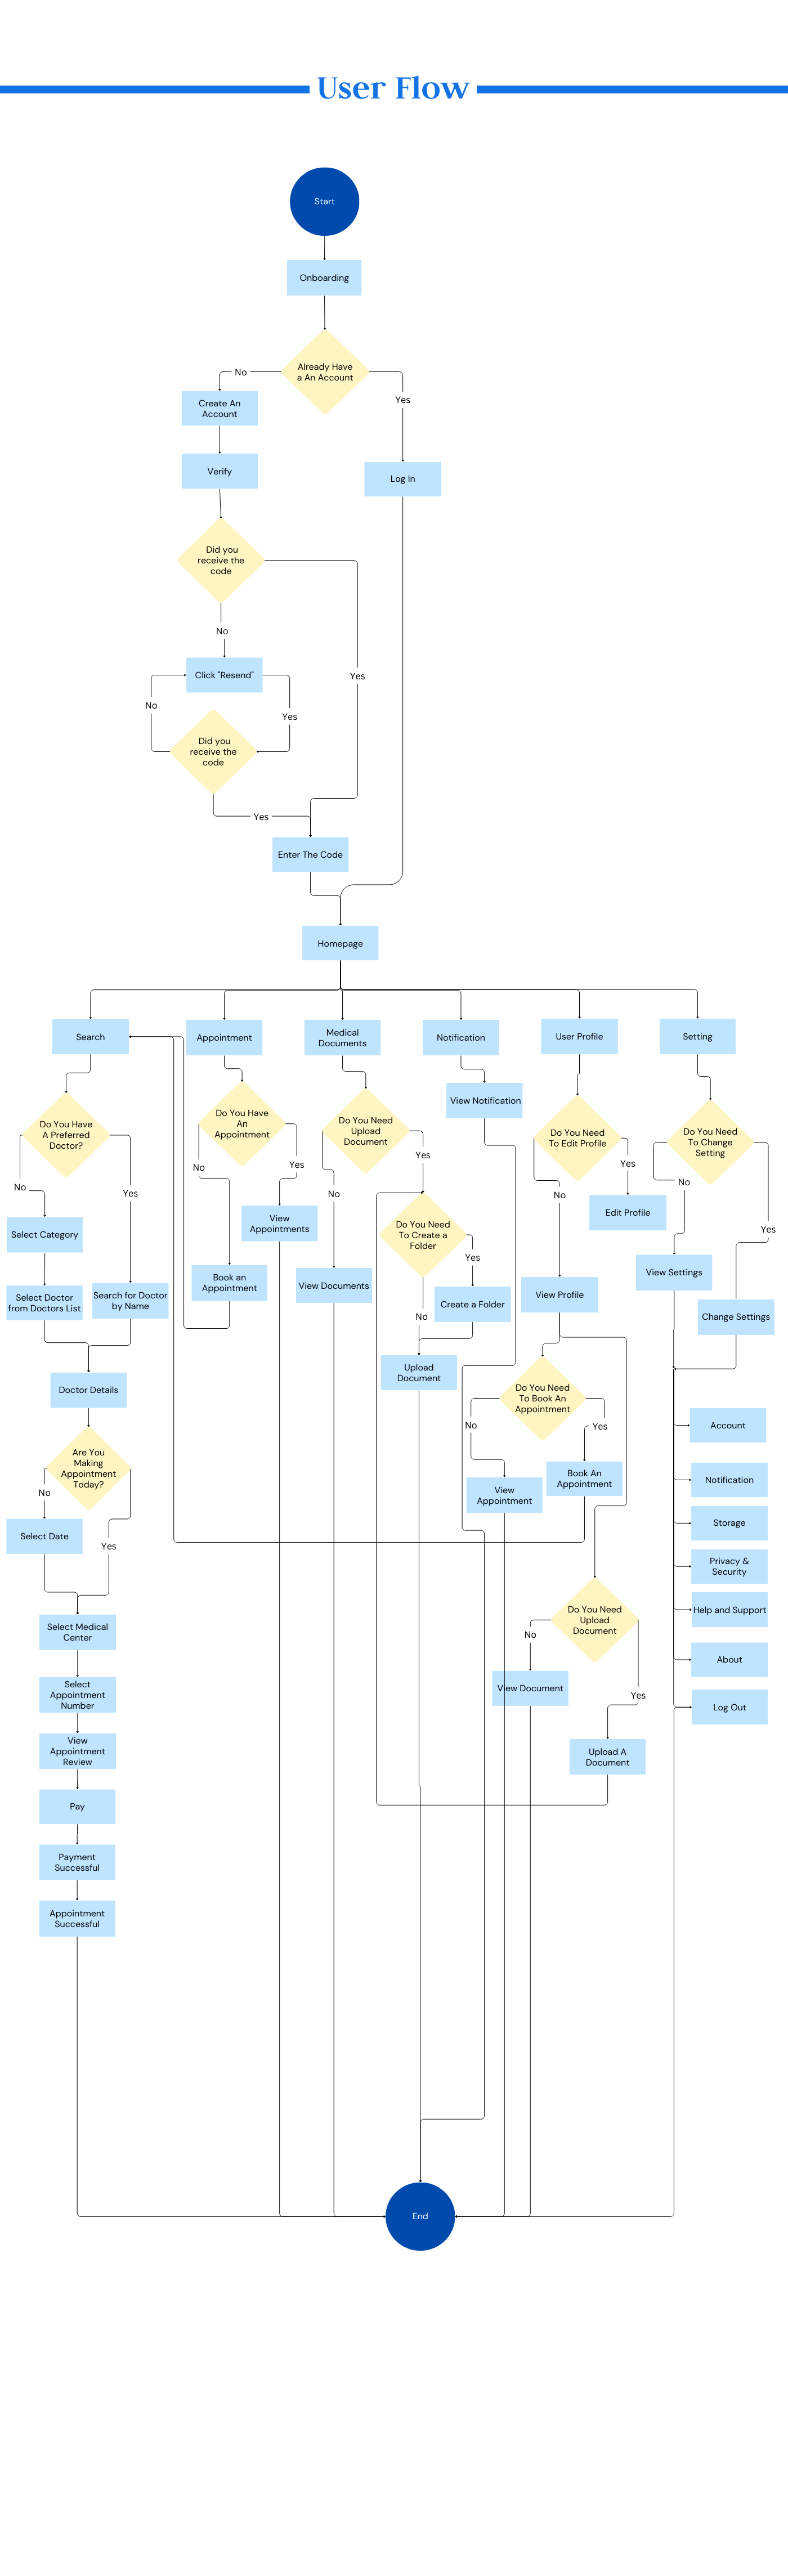 User Flow
Start
Onboarding
Already Have
a An Account
No
Yes
Create An
Account
Verify
Log In
Did you
receive the
code
No
Click "Resend"
Yes
No
Yes
Did you
receive the
code
Yes
Enter The Code
Homepage
Search
Appointment
Medical
Documents
Notification
User Profile
Setting
View Notification
Do You Have
A Preferred
Doctor?
Do You Have
An
Appointment
Do You Need
Upload
Document
Do You Need
To Edit Profile
Do You Need
To Change
Setting
No
Yes
No
Yes
No
Yes
No
Yes
No
Yes
Select Category
View
Appointments
Do You Need
To Create a
Folder
Edit Profile
Yes
No
Select Doctor
from Doctors List
Search for Doctor
by Name
Book an
Appointment
View Documents
Create a Folder
View Profile
View Settings
Change Settings
Upload
Document
Doctor Details
Do You Need
To Book An
Appointment
No
Yes
Account
Are You
Making
Appointment
Today?
No
Yes
View
Appointment
Book An
Appointment
Notification
Select Date
Storage
Privacy &
Security
Help and Support
Select Medical
Center
Do You Need
Upload
Document
No
Yes
About
Select
Appointment
Number
View Document
Log Out
View
Appointment
Review
Upload A
Document
Pay
Payment
Successful
Appointment
Successful
End